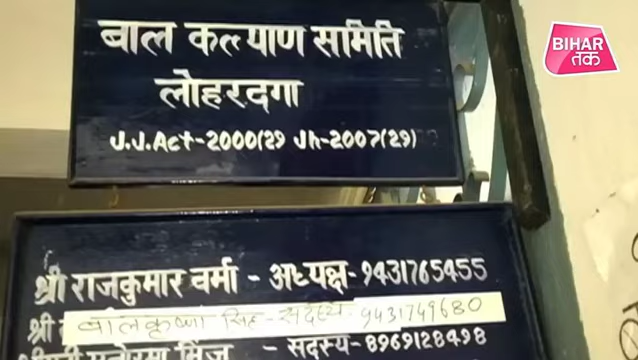 बाल कल्याण समिति
लोहरदगा
J.J.Act-2000(29 Jh-2007(29)
BIHAR
तक
श्री राजकुमार वर्मा - अध्यक्ष-9431765455
श्री
बालकृष्णा सिंह-सदस्य-9431749680
- सदस्य-8969128498